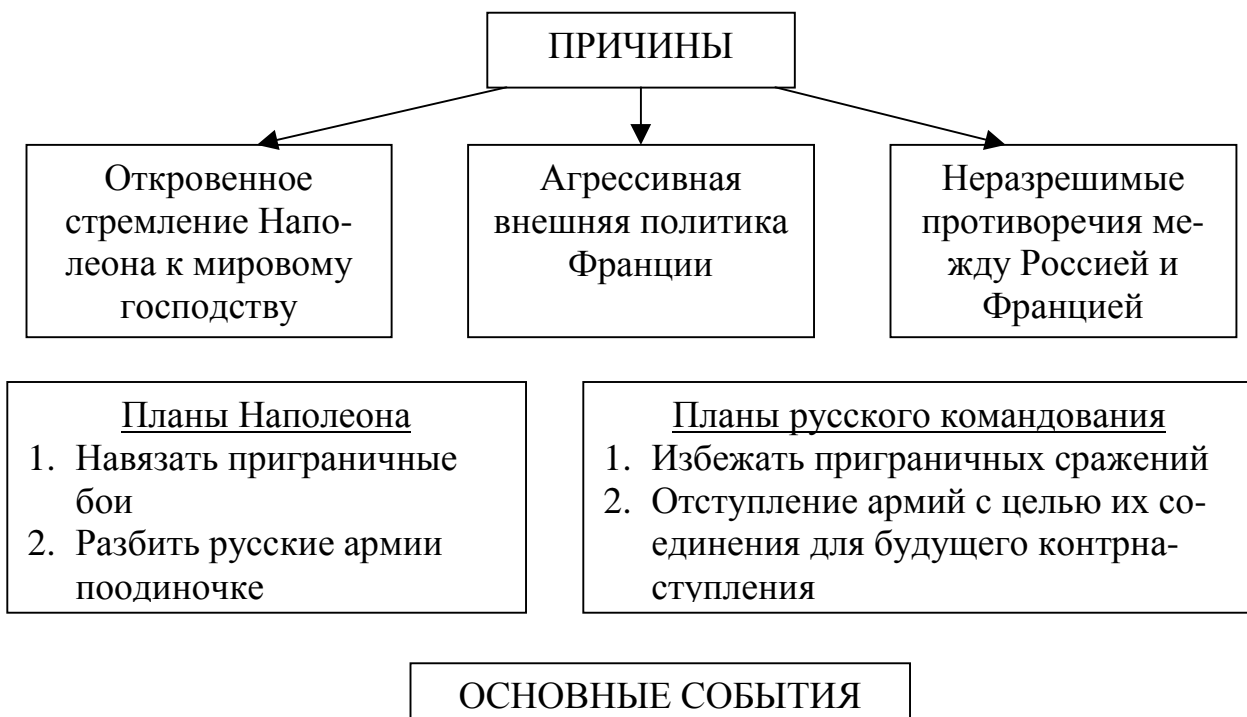 ПРИЧИНЫ
Откровенное
стремление Напо-
леона к мировому
господству
Агрессивная
внешняя политика
Франции
Неразрешимые
противоречия ме-
жду Россией и
Францией
Планы Наполеона
1. Навязать приграничные
бои
2. Разбить русские армии
поодиночке
Планы русского командования
1. Избежать приграничных сражений
2. Отступление армий с целью их со-
единения для будущего контрна-
ступления
ОСНОВНЫЕ СОБЫТИЯ